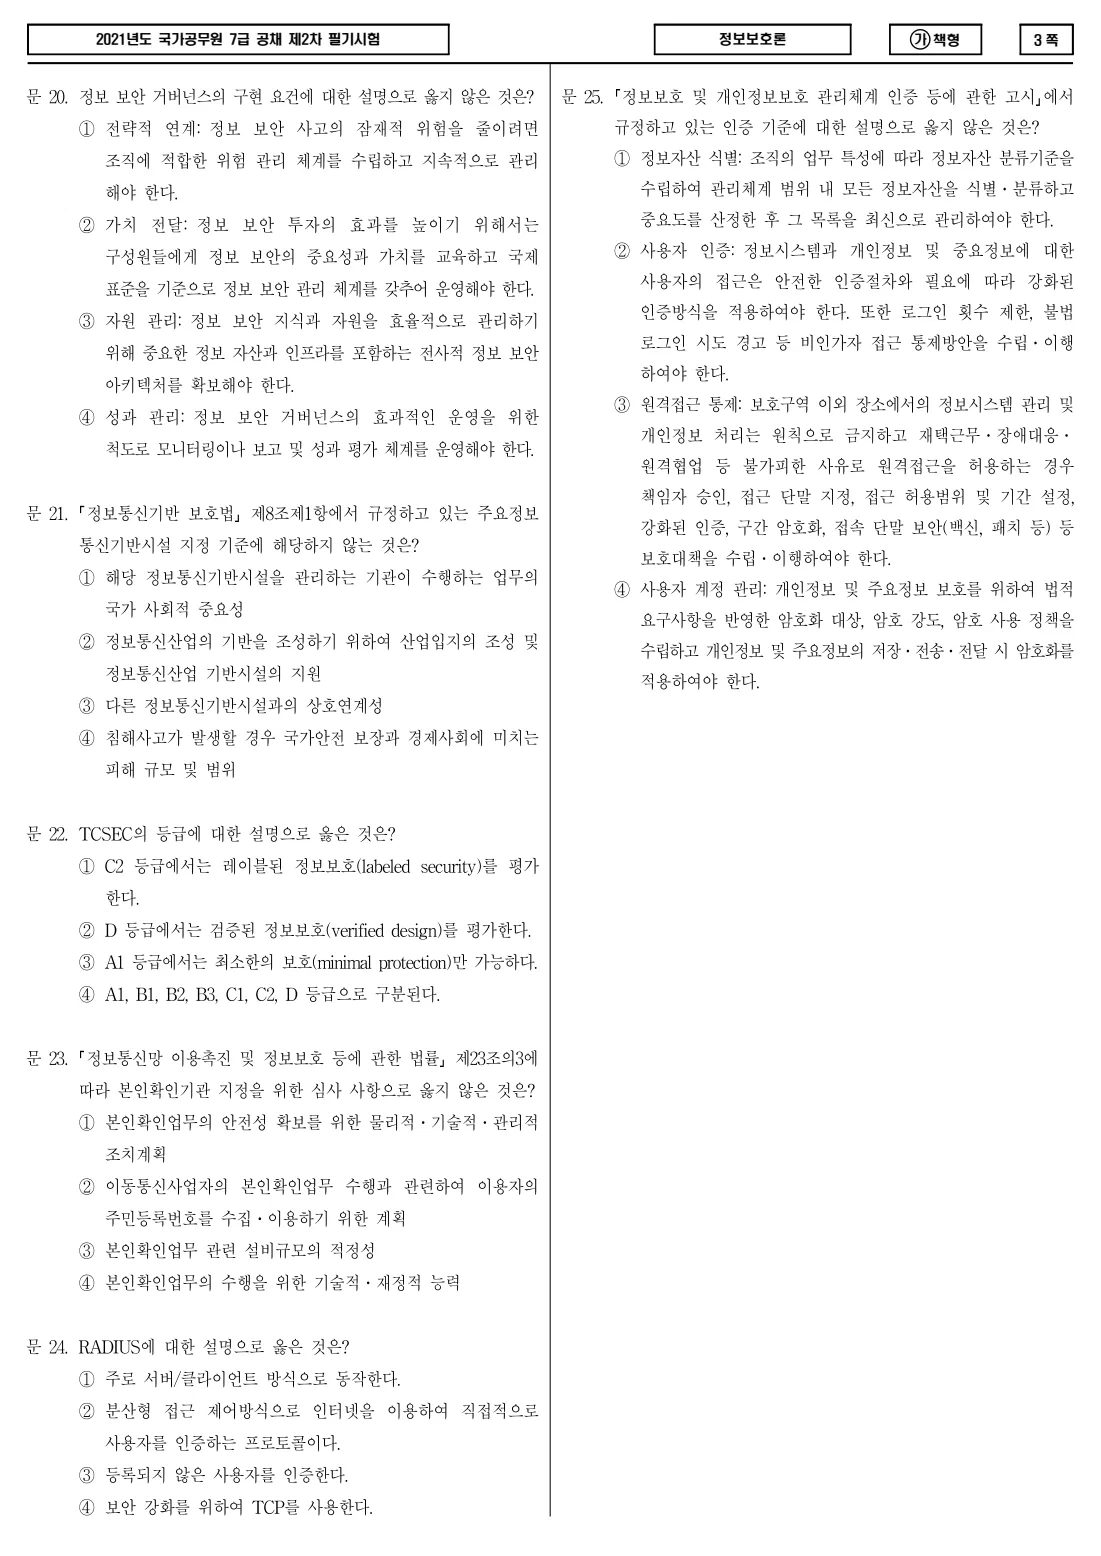 2021년도 국가공무원 7급 공채 제2차 필기시험
정보보호론
㉮ 책형
3 쪽
문 20. 정보 보안 거버넌스의 구현 요건에 대한 설명으로 옳지 않은 것은?
① 전략적 연계: 정보 보안 사고의 잠재적 위험을 줄이려면
조직에 적합한 위험 관리 체계를 수립하고 지속적으로 관리
해야 한다.
② 가치 전달: 정보 보안 투자의 효과를 높이기 위해서는
구성원들에게 정보 보안의 중요성과 가치를 교육하고 국제
표준을 기준으로 정보 보안 관리 체계를 갖추어 운영해야 한다.
③ 자원 관리: 정보 보안 지식과 자원을 효율적으로 관리하기
위해 중요한 정보 자산과 인프라를 포함하는 전사적 정보 보안
아키텍처를 확보해야 한다.
④ 성과 관리: 정보 보안 거버넌스의 효과적인 운영을 위한
척도로 모니터링이나 보고 및 성과 평가 체계를 운영해야 한다.
문 21. 「정보통신기반 보호법」 제8조제1항에서 규정하고 있는 주요정보
통신기반시설 지정 기준에 해당하지 않는 것은?
① 해당 정보통신기반시설을 관리하는 기관이 수행하는 업무의
국가 사회적 중요성
② 정보통신산업의 기반을 조성하기 위하여 산업입지의 조성 및
정보통신산업 기반시설의 지원
③ 다른 정보통신기반시설과의 상호연계성
④ 침해사고가 발생할 경우 국가안전 보장과 경제사회에 미치는
피해 규모 및 범위
문 22. TCSEC의 등급에 대한 설명으로 옳은 것은?
① C2 등급에서는 레이블된 정보보호(labeled security)를 평가
한다.
② D 등급에서는 검증된 정보보호(verified design)를 평가한다.
③ A1 등급에서는 최소한의 보호(minimal protection)만 가능하다.
④ A1, B1, B2, B3, C1, C2, D 등급으로 구분된다.
문 23. 「정보통신망 이용촉진 및 정보보호 등에 관한 법률」 제23조의3에
따라 본인확인기관 지정을 위한 심사 사항으로 옳지 않은 것은?
① 본인확인업무의 안전성 확보를 위한 물리적·기술적·관리적
조치계획
② 이동통신사업자의 본인확인업무 수행과 관련하여 이용자의
주민등록번호를 수집·이용하기 위한 계획
③ 본인확인업무 관련 설비규모의 적정성
④ 본인확인업무의 수행을 위한 기술적·재정적 능력
문 24. RADIUS에 대한 설명으로 옳은 것은?
① 주로 서버/클라이언트 방식으로 동작한다.
② 분산형 접근 제어방식으로 인터넷을 이용하여 직접적으로
사용자를 인증하는 프로토콜이다.
③ 등록되지 않은 사용자를 인증한다.
④ 보안 강화를 위하여 TCP를 사용한다.
문 25. 「정보보호 및 개인정보보호 관리체계 인증 등에 관한 고시」에서
규정하고 있는 인증 기준에 대한 설명으로 옳지 않은 것은?
① 정보자산 식별: 조직의 업무 특성에 따라 정보자산 분류기준을
수립하여 관리체계 범위 내 모든 정보자산을 식별·분류하고
중요도를 산정한 후 그 목록을 최신으로 관리하여야 한다.
② 사용자 인증: 정보시스템과 개인정보 및 중요정보에 대한
사용자의 접근은 안전한 인증절차와 필요에 따라 강화된
인증방식을 적용하여야 한다. 또한 로그인 횟수 제한, 불법
로그인 시도 경고 등 비인가자 접근 통제방안을 수립·이행
하여야 한다.
③ 원격접근 통제: 보호구역 이외 장소에서의 정보시스템 관리 및
개인정보 처리는 원칙으로 금지하고 재택근무·장애대응·
원격협업 등 불가피한 사유로 원격접근을 허용하는 경우
책임자 승인, 접근 단말 지정, 접근 허용범위 및 기간 설정,
강화된 인증, 구간 암호화, 접속 단말 보안(백신, 패치 등) 등
보호대책을 수립·이행하여야 한다.
④ 사용자 계정 관리: 개인정보 및 주요정보 보호를 위하여 법적
요구사항을 반영한 암호화 대상, 암호 강도, 암호 사용 정책을
수립하고 개인정보 및 주요정보의 저장·전송·전달 시 암호화를
적용하여야 한다.